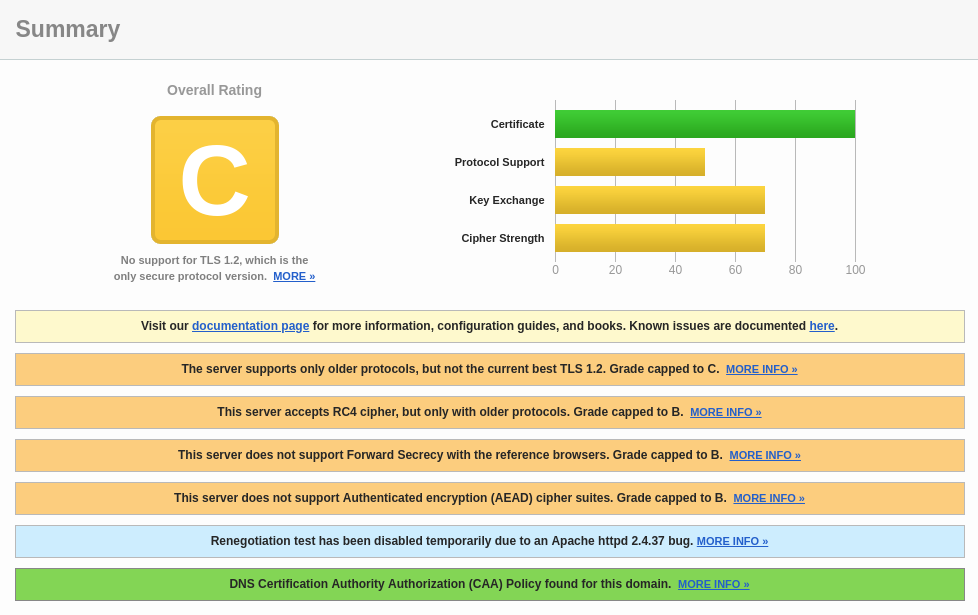 Summary
Overall Rating
C
No support for TLS 1.2, which is the
only secure protocol version. MORE »
Certificate
Protocol Support
Key Exchange
Cipher Strength
0 20 40 60 80 100
Visit our documentation page for more information, configuration guides, and books. Known issues are documented here.
The server supports only older protocols, but not the current best TLS 1.2. Grade capped to C. MORE INFO »
This server accepts RC4 cipher, but only with older protocols. Grade capped to B. MORE INFO »
This server does not support Forward Secrecy with the reference browsers. Grade capped to B. MORE INFO »
This server does not support Authenticated encryption (AEAD) cipher suites. Grade capped to B. MORE INFO »
Renegotiation test has been disabled temporarily due to an Apache httpd 2.4.37 bug. MORE INFO »
DNS Certification Authority Authorization (CAA) Policy found for this domain. MORE INFO »